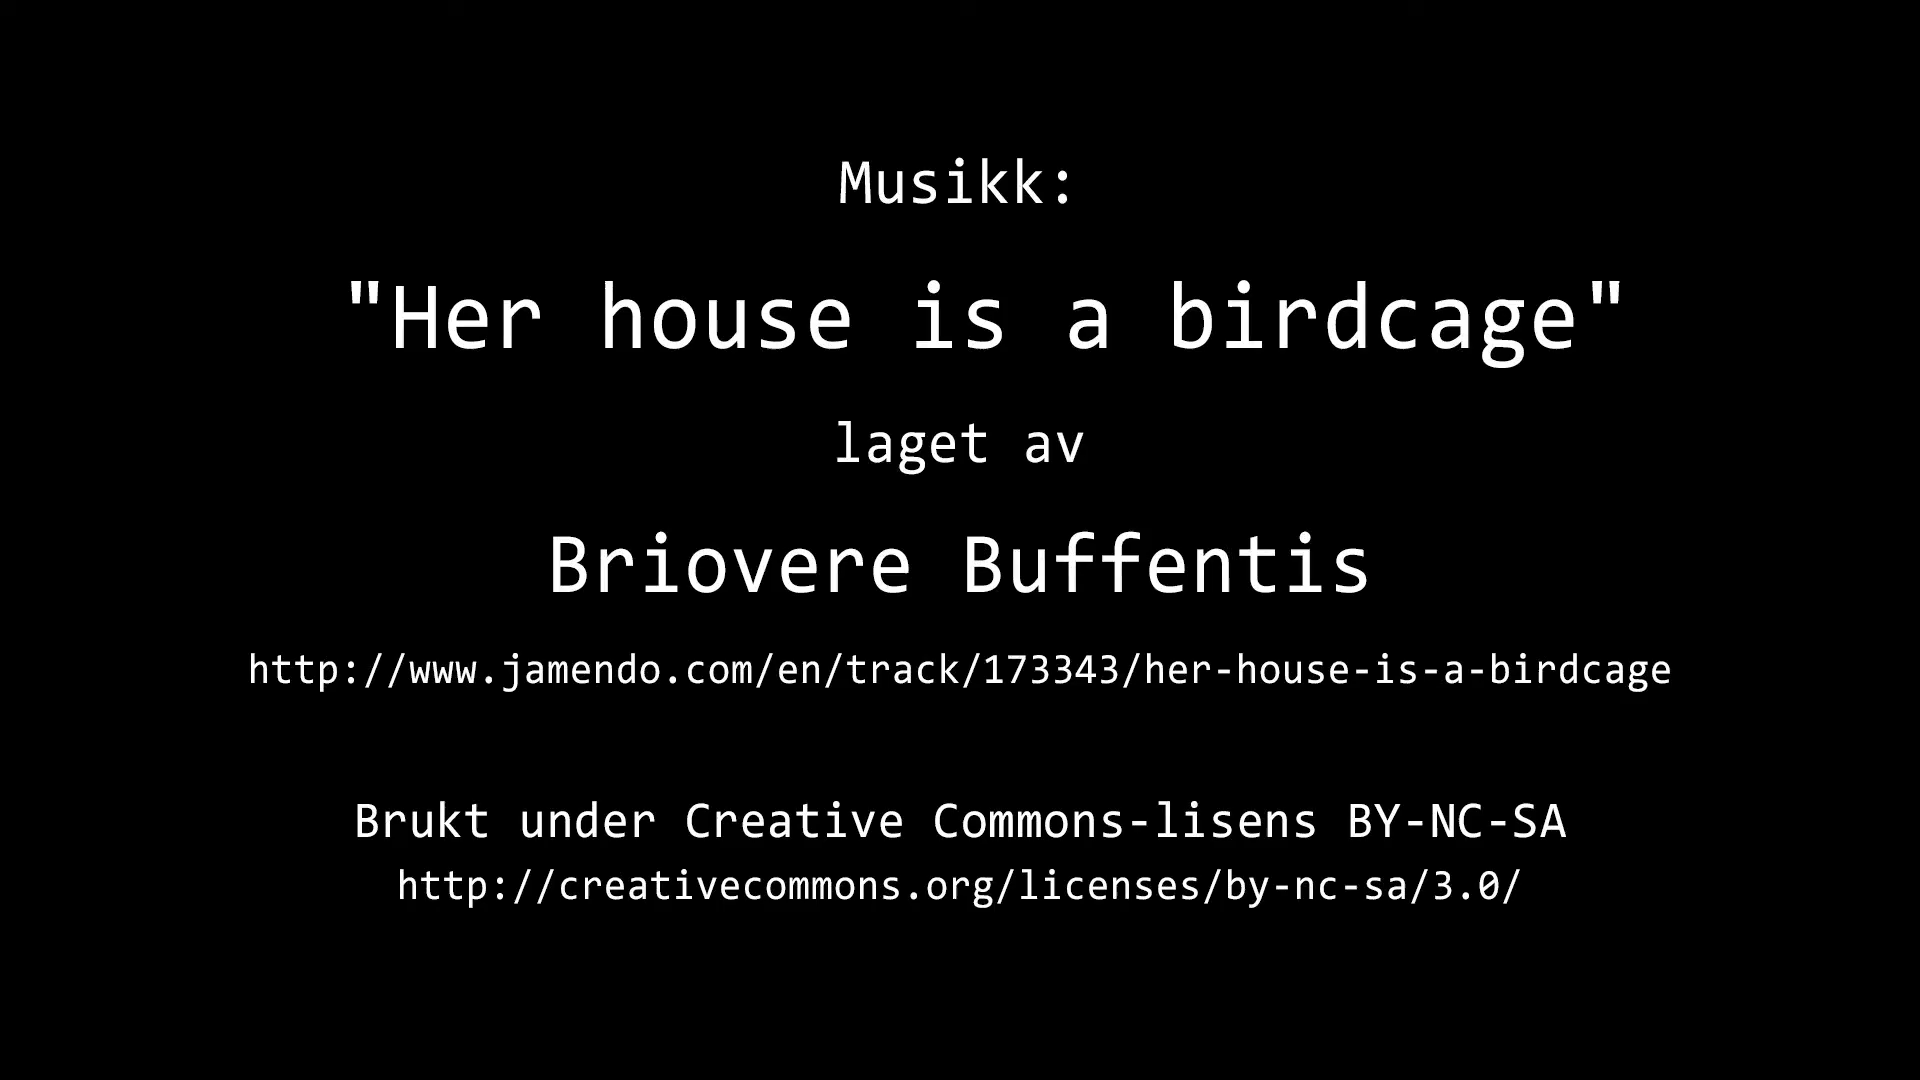 Musikk:
"Her house is a birdcage"
laget av
Briovere Buffentis
http://www.jamendo.com/en/track/173343/her-house-is-a-birdcage
Brukt under Creative Commons-lisens BY-NC-SA
http://creativecommons.org/licenses/by-nc-sa/3.0/